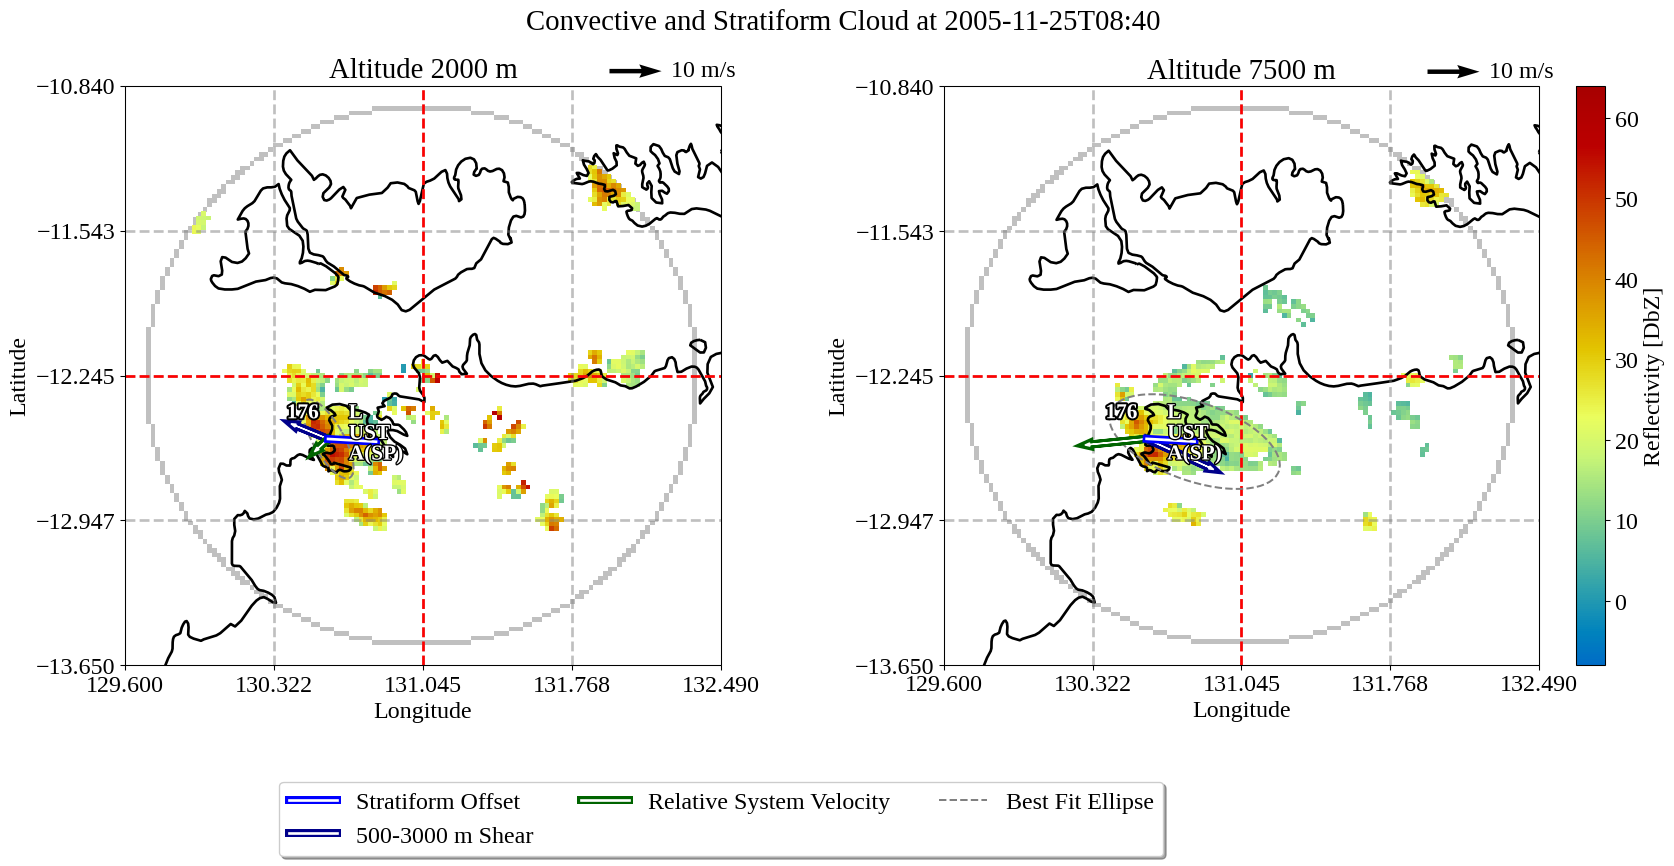 Convective and Stratiform Cloud at 2005-11-25T08:40
Altitude 2000 m
10 m/s
−10.840
−11.543
−12.245
−12.947
−13.650
129.600
130.322
131.045
131.768
132.490
Longitude
Latitude
176
L
UST
A(SP)
Altitude 7500 m
10 m/s
−10.840
−11.543
−12.245
−12.947
−13.650
129.600
130.322
131.045
131.768
132.490
Longitude
Latitude
176
L
UST
A(SP)
60
50
40
30
20
10
0
Reflectivity [DbZ]
Stratiform Offset
500-3000 m Shear
Relative System Velocity
Best Fit Ellipse